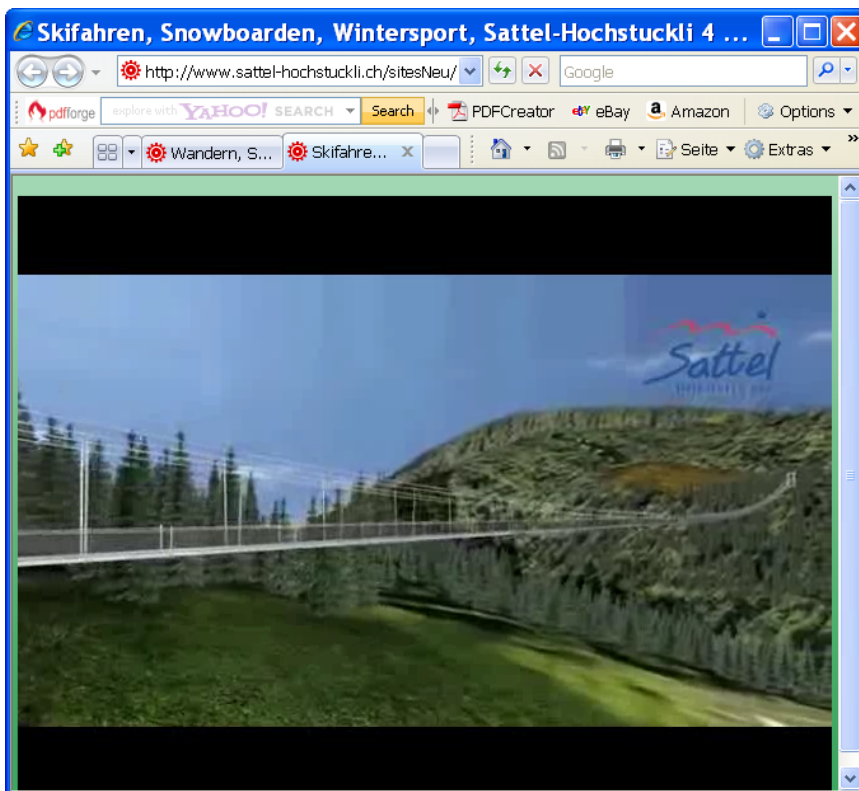 Skifahren, Snowboarden, Wintersport, Sattel-Hochstuckli 4 ...
http://www.sattel-hochstuckli.ch/sitesNeu/ Google
pdfforge explore with YAHOO! SEARCH Search PDFCreator eBay Amazon Options
Wandern, S... Skifahre... X Seite Extras »
Sattel